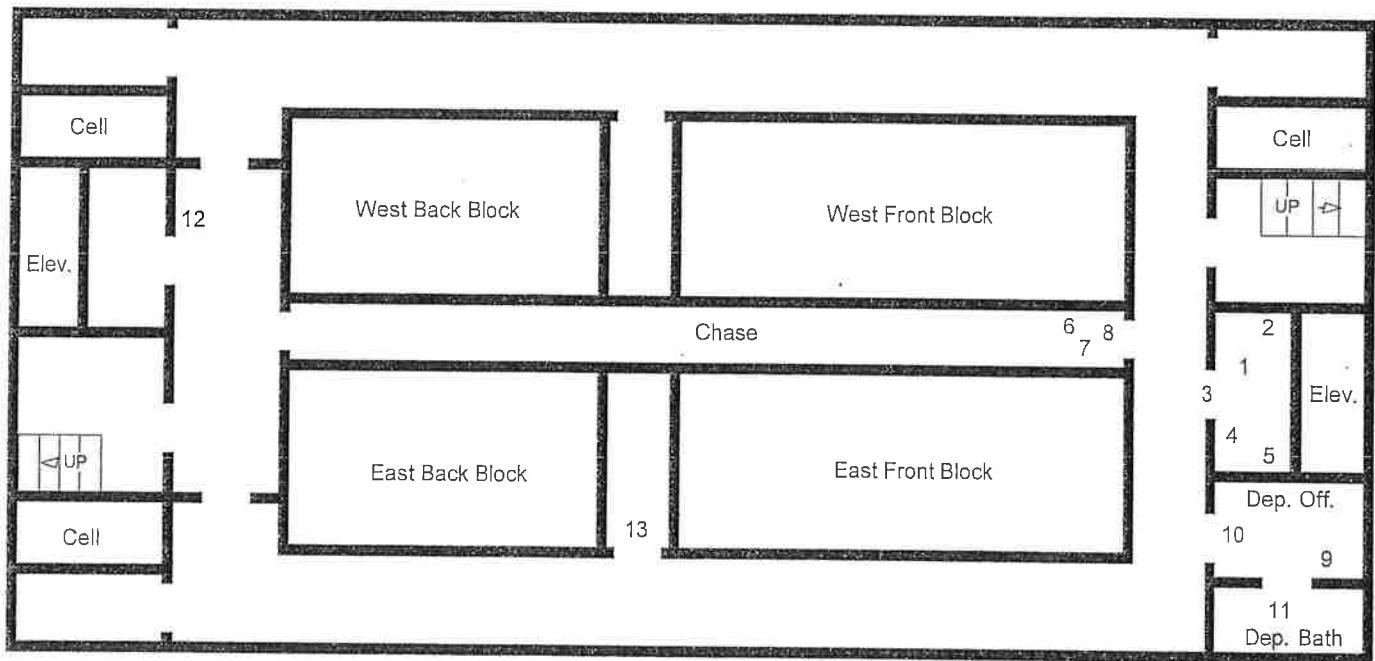 Cell
Cell
12
West Back Block
West Front Block
UP
Elev.
Chase
6
8
7
2
1
3
Elev.
4
5
UP
East Back Block
East Front Block
Dep. Off.
13
10
9
Cell
11
Dep. Bath